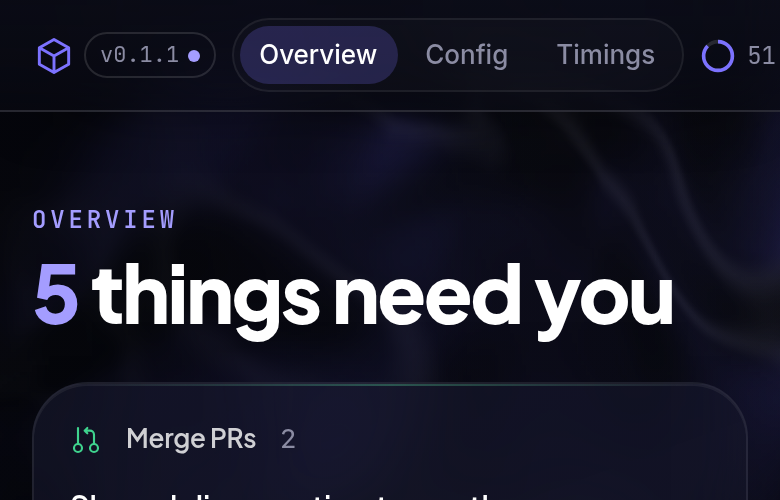 v0.1.1
Overview
Config
Timings
51
OVERVIEW
5 things need you
Merge PRs 2